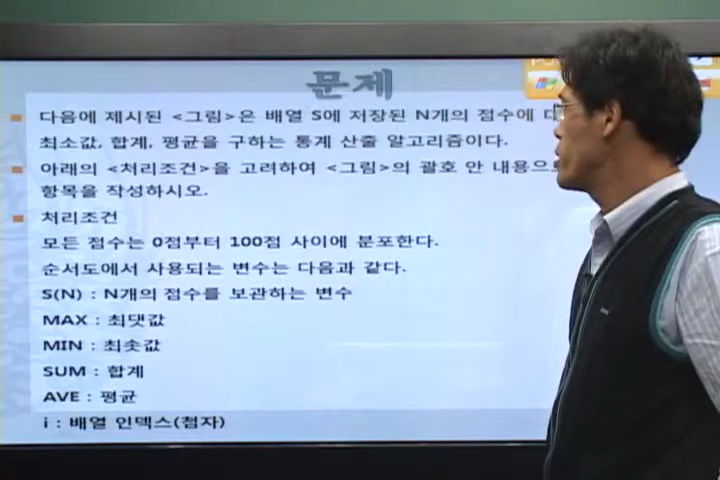 문제
다음에 제시된 <그림>은 배열 S에 저장된 N개의 점수에
최소값, 합계, 평균을 구하는 통계 산출 알고리즘이다.
아래의 <처리조건>을 고려하여 <그림>의 괄호 안 내용으로
항목을 작성하시오.
처리조건
모든 점수는 0점부터 100점 사이에 분포한다.
순서도에서 사용되는 변수는 다음과 같다.
S(N) : N개의 점수를 보관하는 변수
MAX : 최댓값
MIN : 최솟값
SUM : 합계
AVE : 평균
i : 배열 인덱스(첨자)